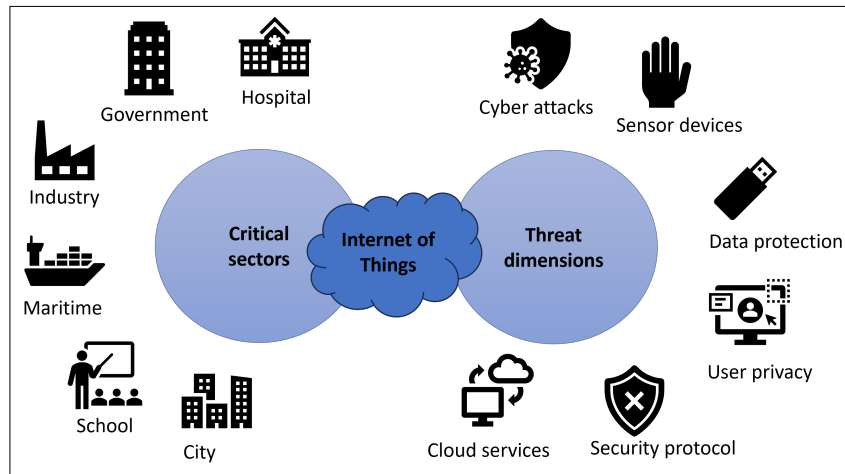 Government
Hospital
Cyber attacks
Sensor devices
Industry
Critical
sectors
Internet of
Things
Threat
dimensions
Data protection
Maritime
User privacy
School
City
Cloud services
Security protocol